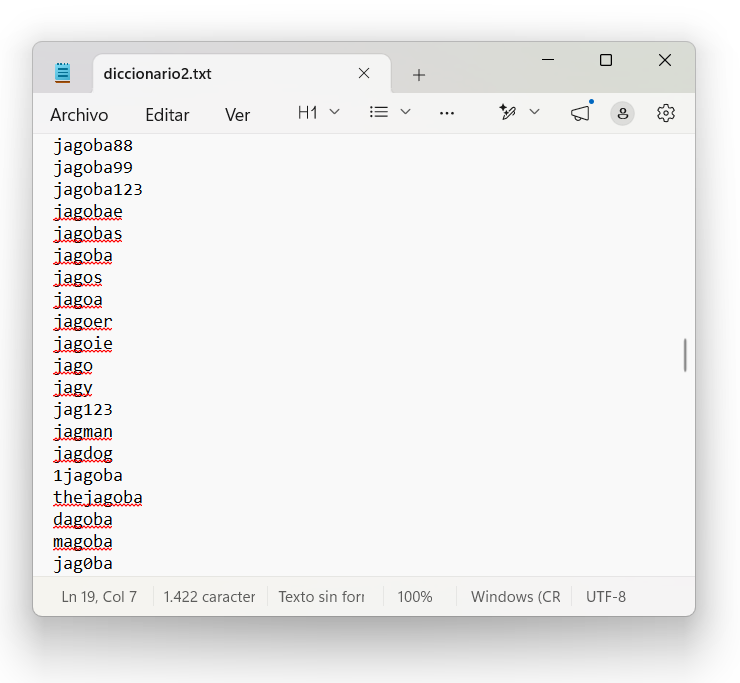 diccionario2.txt
Archivo Editar Ver H1
jagoba88
jagoba99
jagoba123
jagobae
jagobas
jagoba
jagos
jagoa
jagoer
jagoie
jago
jagy
jag123
jagman
jagdog
1jagoba
thejagoba
dagoba
magoba
jag0ba
Ln 19, Col 7 1.422 caracter Texto sin forr 100% Windows (CR UTF-8